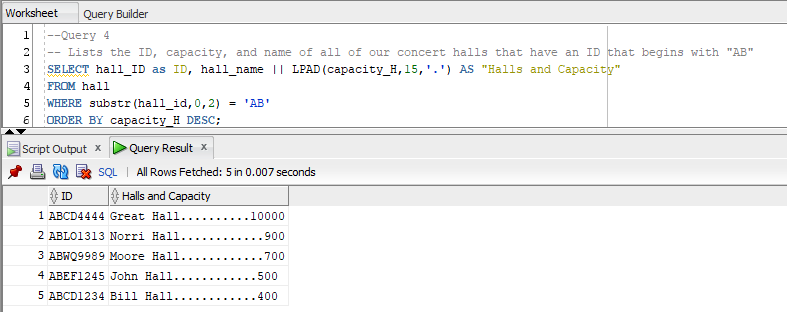 Worksheet Query Builder
1 --Query 4
2 -- Lists the ID, capacity, and name of all of our concert halls that have an ID that begins with "AB"
3 SELECT hall_ID as ID, hall_name || LPAD(capacity_H,15,'.') AS "Halls and Capacity"
4 FROM hall
5 WHERE substr(hall_id,0,2) = 'AB'
6 ORDER BY capacity_H DESC;
Script Output x Query Result x
SQL | All Rows Fetched: 5 in 0.007 seconds
ID Halls and Capacity
1 ABCD4444 Great Hall..........10000
2 ABLO1313 Norri Hall............900
3 ABWQ9989 Moore Hall............700
4 ABEF1245 John Hall............500
5 ABCD1234 Bill Hall............400